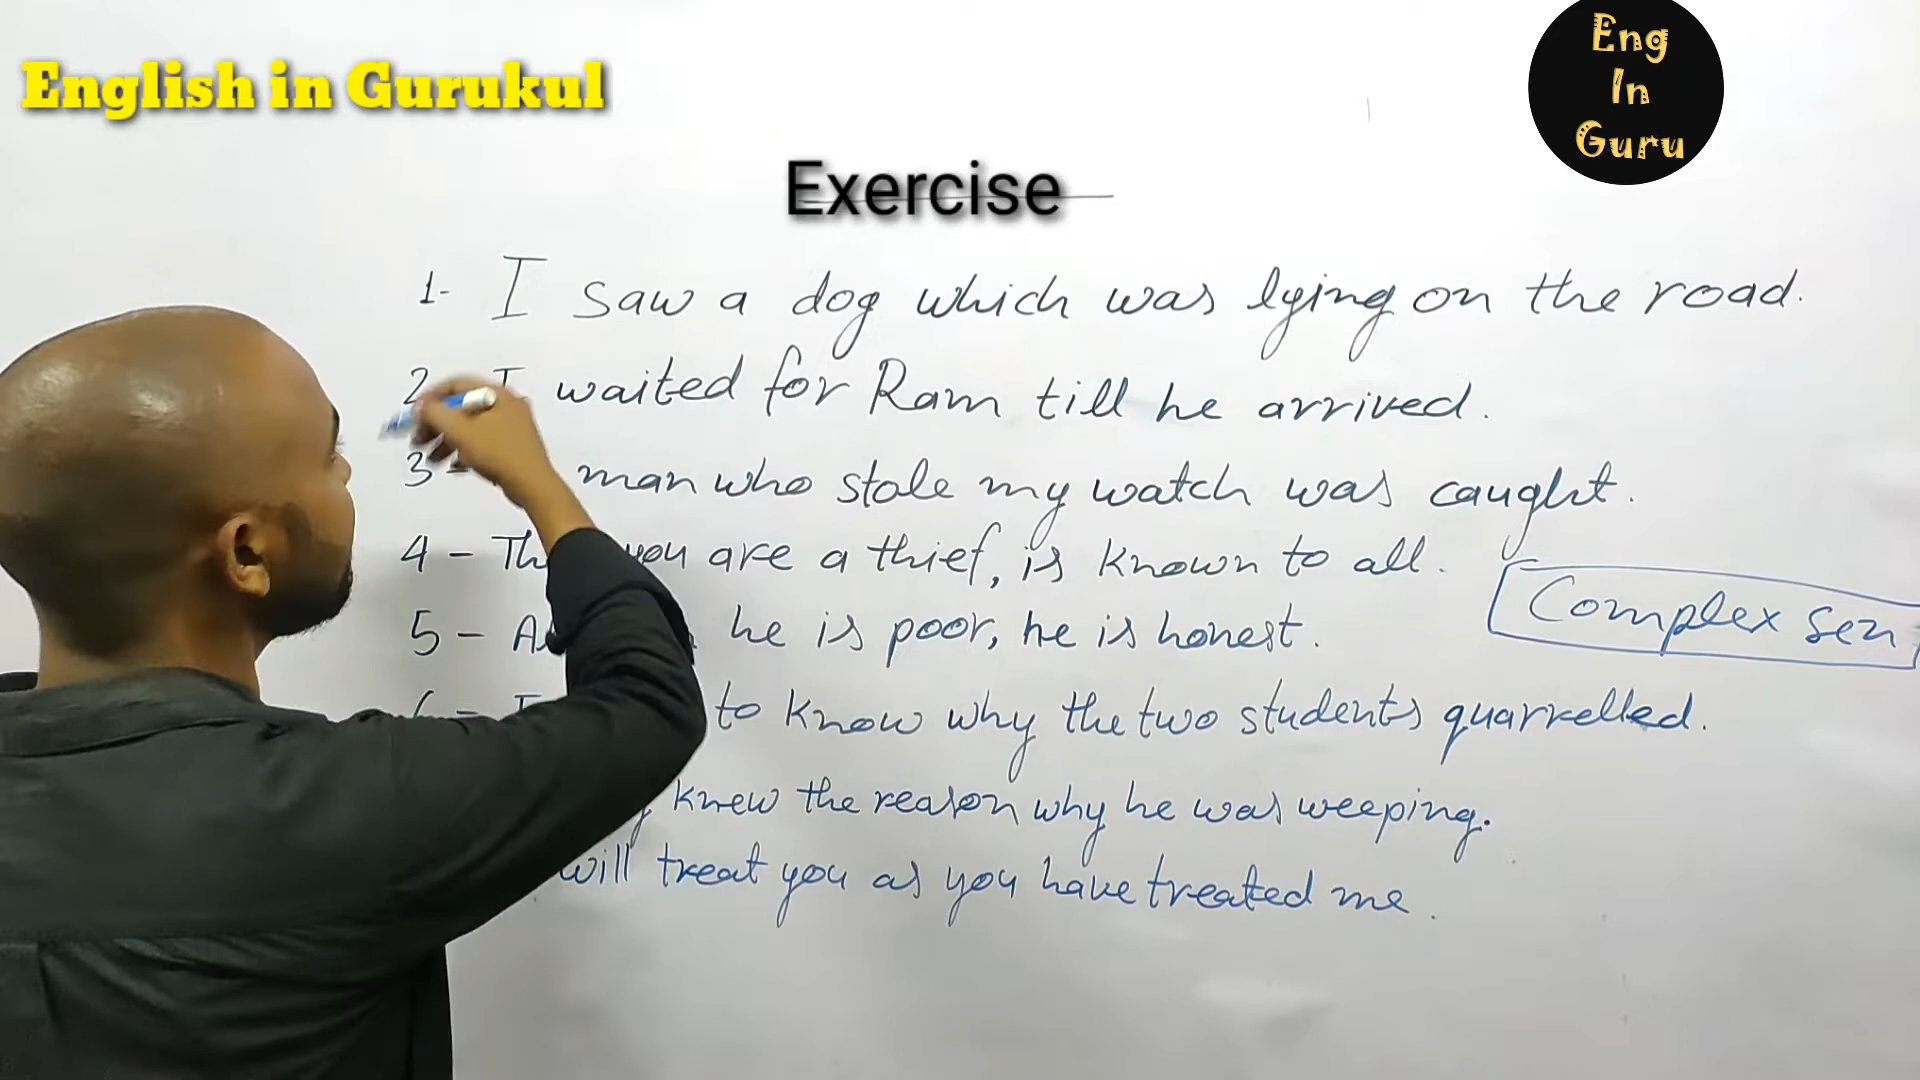 English in Gurukul
Eng
In
Guru
Exercise
1- I saw a dog which was lying on the road.
2 I waited for Ram till he arrived.
3 - man who stole my watch was caught.
4 - you are a thief, is known to all.
5 - he is poor, he is honest.
Complex sen
6 - to know why the two students quarrelled.
knew the reason why he was weeping.
will treat you as you have treated me.